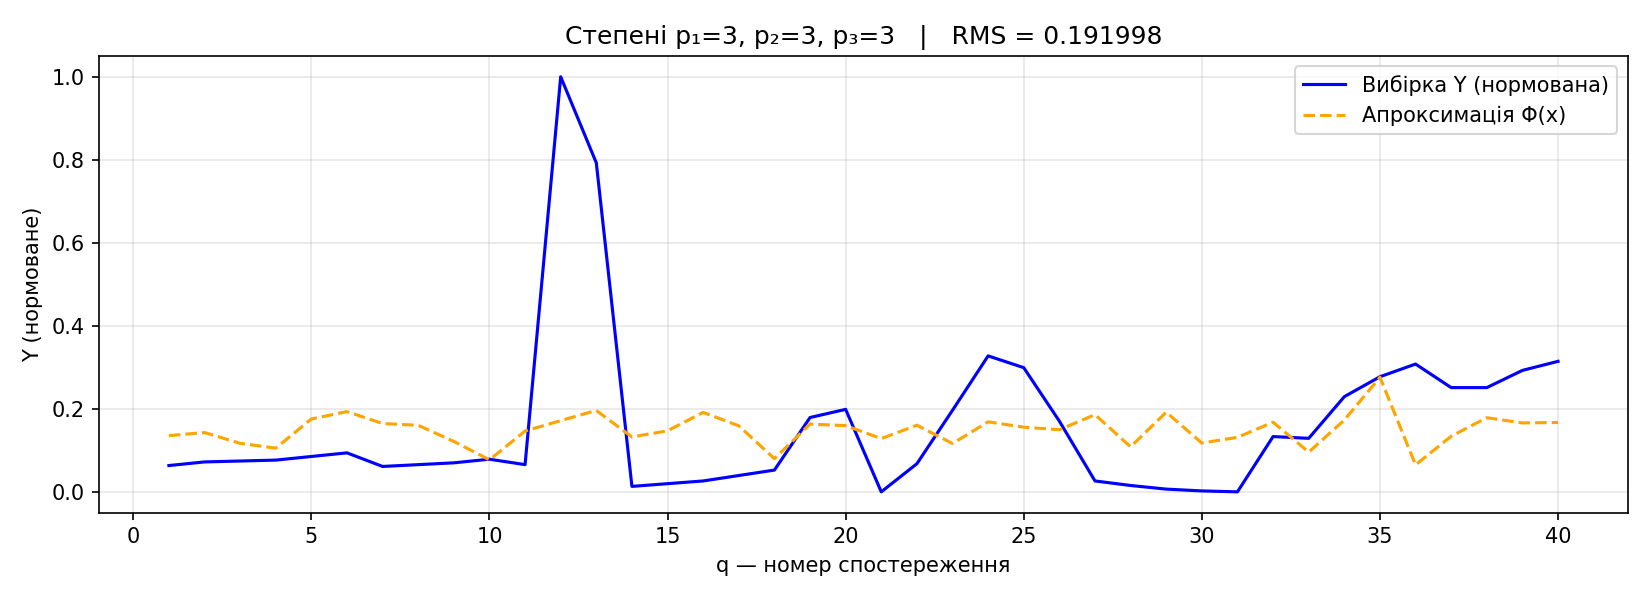 Степені p₁=3, p₂=3, p₃=3 | RMS = 0.191998
Вибірка Y (нормована)
Апроксимація Φ(x)
Y (нормоване)
1.0
0.8
0.6
0.4
0.2
0.0
0 5 10 15 20 25 30 35 40
q — номер спостереження